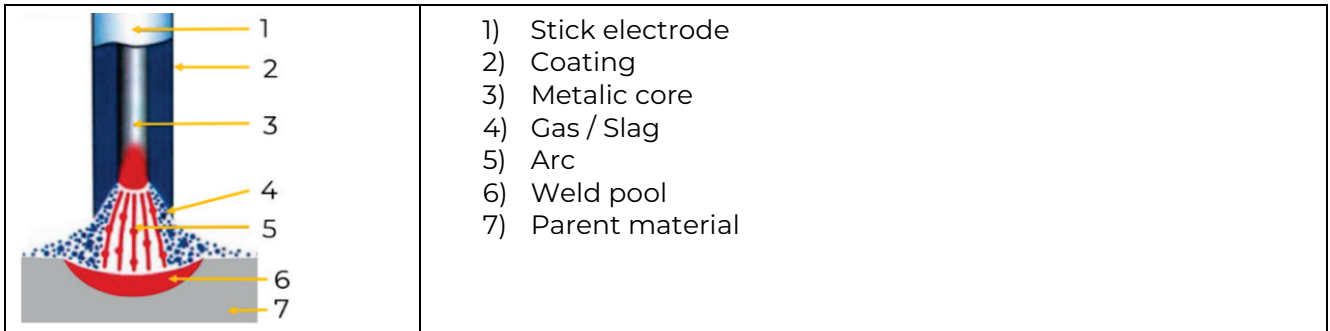 1
2
3
4
5
6
7
1) Stick electrode
2) Coating
3) Metalic core
4) Gas / Slag
5) Arc
6) Weld pool
7) Parent material